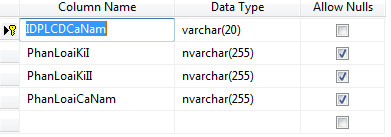 Column Name Data Type Allow Nulls
IDPLCDCaNam varchar(20)
PhanLoaiKiI nvarchar(255)
PhanLoaiKiII nvarchar(255)
PhanLoaiCaNam nvarchar(255)